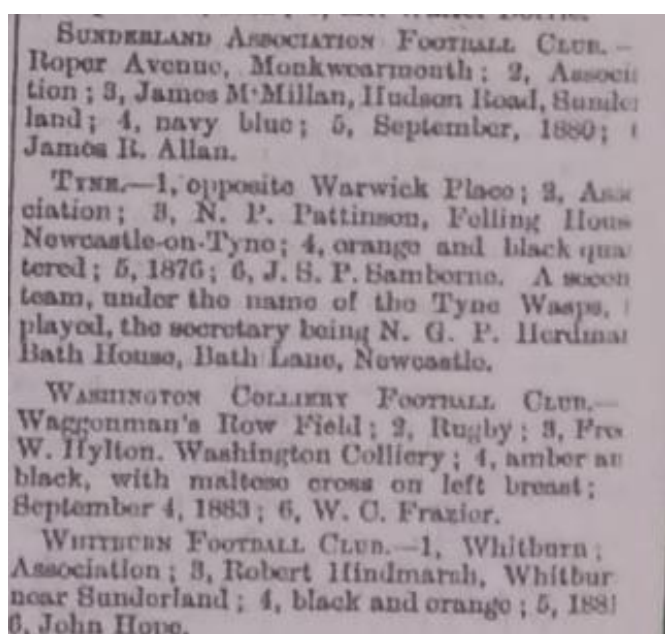 SUNDERLAND ASSOCIATION FOOTBALL CLUB.—
Roper Avenue, Monkwearmouth; 2, Associa
tion; 3, James M'Millan, Hudson Road, Sunder
land; 4, navy blue; 5, September, 1880;
James R. Allan.
TYNE.—1, opposite Warwick Place; 2, Asso
ciation; 3, N. P. Pattinson, Felling Hous
Newcastle-on-Tyne; 4, orange and black qua
tered; 5, 1876; 6, J. S. P. Samborne. A secon
team, under the name of the Tyne Wasps,
played, the secretary being N. G. P. Herdman
Bath House, Bath Lane, Newcastle.
WASHINGTON COLLIERY FOOTBALL CLUB.—
Waggonman's Row Field; 2, Rugby; 3, Fre
W. Hylton. Washington Colliery; 4, amber an
black, with maltese cross on left breast;
September 4, 1883; 6, W. C. Frazier.
WHITBURN FOOTBALL CLUB.—1, Whitburn;
Association; 3, Robert Hindmarsh, Whitbur
near Sunderland; 4, black and orange; 5, 188
6, John Hope.